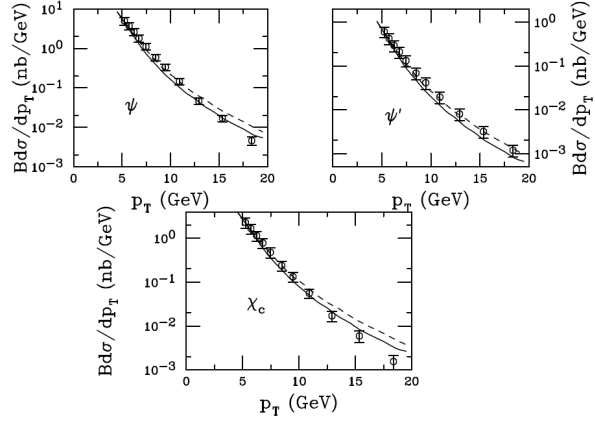 Bdσ/dp_T (nb/GeV)
10^1
10^0
10^-1
10^-2
10^-3
ψ
0 5 10 15 20
p_T (GeV)
10^0
10^-1
10^-2
10^-3
Bdσ/dp_T (nb/GeV)
ψ'
0 5 10 15 20
p_T (GeV)
Bdσ/dp_T (nb/GeV)
10^0
10^-1
10^-2
10^-3
χ_c
0 5 10 15 20
p_T (GeV)